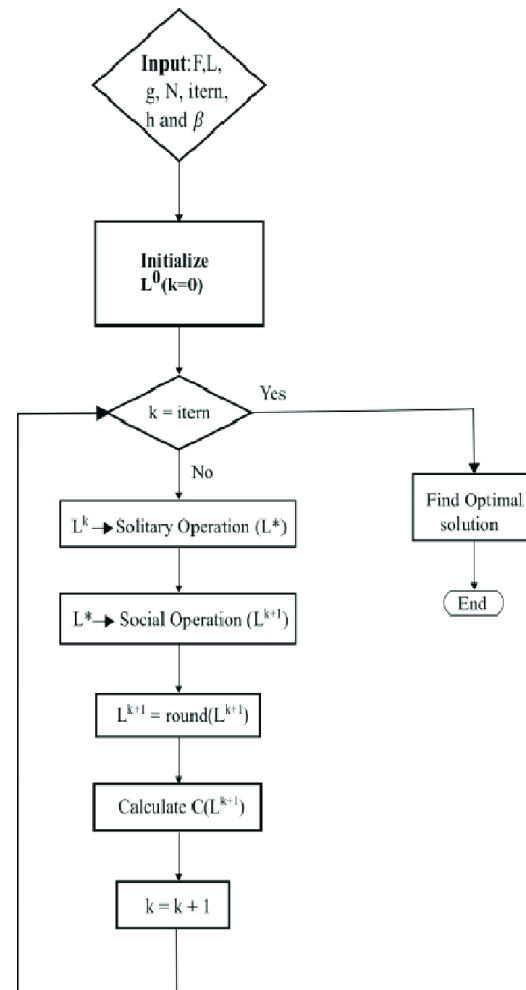 Input:F,L,
g, N, itern,
h and β
Initialize
L⁰(k=0)
k = itern
Yes
No
Lᵏ→Solitary Operation (L*)
Find Optimal
solution
End
L*→Social Operation (Lᵏ⁺¹)
Lᵏ⁺¹ = round(Lᵏ⁺¹)
Calculate C(Lᵏ⁺¹)
k = k + 1